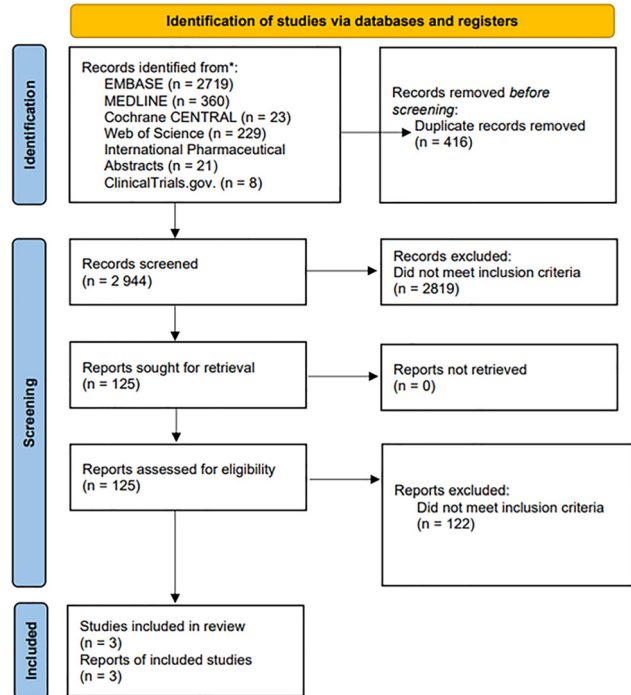 Identification of studies via databases and registers
Identification
Records identified from*:
EMBASE (n = 2719)
MEDLINE (n = 360)
Cochrane CENTRAL (n = 23)
Web of Science (n = 229)
International Pharmaceutical
Abstracts (n = 21)
ClinicalTrials.gov. (n = 8)
Records removed before
screening:
Duplicate records removed
(n = 416)
Screening
Records screened
(n = 2 944)
Records excluded:
Did not meet inclusion criteria
(n = 2819)
Reports sought for retrieval
(n = 125)
Reports not retrieved
(n = 0)
Reports assessed for eligibility
(n = 125)
Reports excluded:
Did not meet inclusion criteria
(n = 122)
Included
Studies included in review
(n = 3)
Reports of included studies
(n = 3)